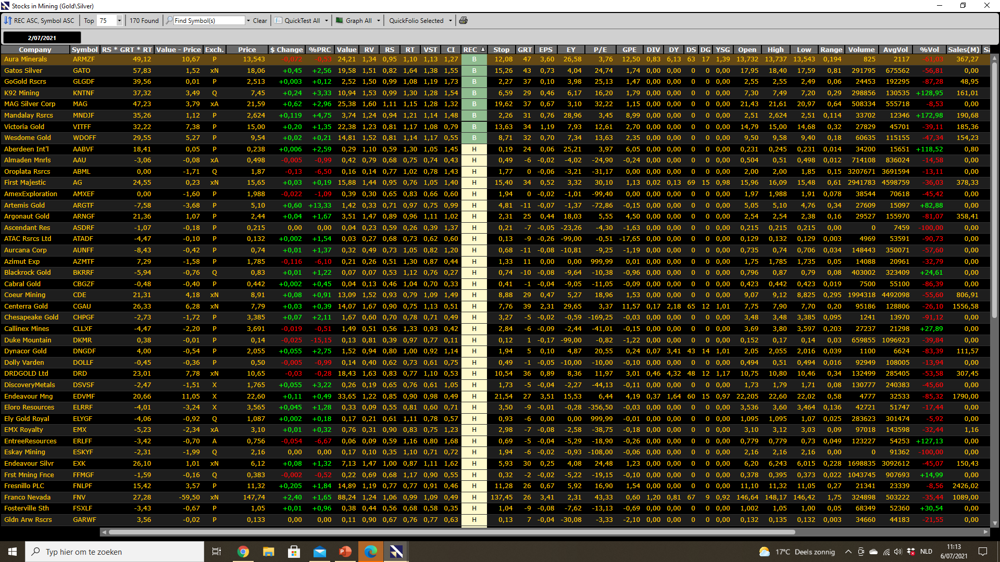 Stocks in Mining (Gold\Silver)
REC ASC, Symbol ASC Top 75 170 Found Find Symbol(s) Clear QuickTest All Graph All QuickFolio Selected
2/07/2021
Company Symbol RS * GRT * RT Value - Price Exch. Price $ Change %PRC Value RV RS RT VST CI REC Stop GRT EPS EY P/E GPE DIV DY DS DG YSG Open High Low Range Volume AvgVol %Vol Sales(M) Sa
Aura Minerals ARMZF 49,12 10,67 P 13,543 -0,072 -0,53 24,21 1,34 0,95 1,10 1,13 1,27 B 12,08 47 3,60 26,58 3,76 12,50 0,83 6,13 63 17 1,39 13,732 13,737 13,543 0,194 825 2117 -61,03 367,27
Gatos Silver GATO 57,83 1,52 xN 18,06 +0,45 +2,56 19,58 1,51 0,82 1,64 1,38 1,55 B 15,26 43 0,73 4,04 24,74 1,74 0,00 0,00 0 0 0,00 17,95 18,40 17,59 0,81 291795 675562 -56,81 0,00
GoGold Rscrs GLGDF 39,56 0,01 P 2,513 +0,003 +0,12 2,52 1,50 0,99 1,08 1,19 1,73 B 2,27 37 0,10 3,98 25,13 1,47 0,00 0,00 0 0 0,00 2,55 2,55 2,49 0,06 24453 192295 -87,28 48,95
K92 Mining KNTNF 37,32 3,49 Q 7,45 +0,24 +3,33 10,94 1,53 0,99 1,30 1,28 1,54 B 6,59 29 0,46 6,17 16,20 1,79 0,00 0,00 0 0 0,00 7,30 7,49 7,20 0,29 298856 130535 +128,95 161,01
MAG Silver Corp MAG 47,23 3,79 xA 21,59 +0,62 +2,96 25,38 1,60 1,11 1,15 1,28 1,32 B 19,62 37 0,67 3,10 32,22 1,15 0,00 0,00 0 0 0,00 21,43 21,61 20,97 0,64 508334 555718 -8,53 0,00
Mandalay Rsrcs MNDJF 35,26 1,12 P 2,624 +0,119 +4,75 3,74 1,24 0,94 1,21 1,14 1,48 B 2,26 31 0,76 28,96 3,45 8,99 0,00 0,00 0 0 0,00 2,51 2,624 2,51 0,114 33702 12346 +172,98 190,68
Victoria Gold VITFF 32,22 7,38 P 15,00 +0,20 +1,35 22,38 1,23 0,81 1,17 1,08 0,79 B 13,63 34 1,19 7,93 12,61 2,70 0,00 0,00 0 0 0,00 14,79 15,00 14,68 0,32 27829 45701 -39,11 185,36
Wesdome Gold WDOFF 29,55 5,27 P 9,54 +0,02 +0,21 14,81 1,52 0,81 1,14 1,17 0,55 B 8,71 32 0,70 7,34 13,63 2,35 0,00 0,00 0 0 0,00 9,50 9,58 9,40 0,18 60635 115155 -47,34 154,23
Aberdeen Int'l AABVF 18,41 0,05 P 0,238 +0,006 +2,59 0,29 1,10 0,59 1,30 1,05 1,45 H 0,19 24 0,06 25,21 3,97 6,05 0,00 0,00 0 0 0,00 0,231 0,245 0,231 0,014 34200 15651 +118,52 0,80
Almaden Mnrls AAU -3,06 -0,08 xA 0,498 -0,005 -0,99 0,42 0,79 0,68 0,75 0,74 0,43 H 0,49 -6 -0,02 -4,02 -24,90 -0,24 0,00 0,00 0 0 0,00 0,504 0,51 0,498 0,012 714108 836024 -14,58 0,00
Oroplata Rsrcs ABML 0,00 -1,71 Q 1,87 -0,13 -6,50 0,16 0,14 0,77 1,02 0,78 1,43 H 1,77 0 -0,06 -3,21 -31,17 0,00 0,00 0,00 0 0 0,00 2,00 2,00 1,85 0,15 3207671 3691594 -13,11 0,00
First Majestic AG 24,55 0,23 xN 15,65 +0,03 +0,19 15,88 1,44 0,95 0,76 1,05 1,40 H 15,40 34 0,52 3,32 30,10 1,13 0,02 0,13 69 15 0,98 15,96 16,09 15,48 0,61 2941783 4598759 -36,03 378,33
AmexExploration AMXEF 0,00 -1,60 P 1,988 -0,022 -1,09 0,39 0,30 0,65 0,83 0,66 0,60 H 1,94 0 -0,02 -1,01 -99,40 0,00 0,00 0,00 0 0 0,00 1,97 1,988 1,91 0,078 38544 70618 -45,42 0,00
Artemis Gold ARGTF -7,58 -3,68 P 5,10 +0,60 +13,33 1,42 0,33 0,71 0,97 0,75 0,99 H 4,81 -11 -0,07 -1,37 -72,86 -0,15 0,00 0,00 0 0 0,00 5,05 5,10 4,76 0,34 27609 15097 +82,88 0,00
Argonaut Gold ARNGF 21,36 1,07 P 2,44 +0,04 +1,67 3,51 1,47 0,89 0,96 1,11 1,02 H 2,31 25 0,44 18,03 5,55 4,50 0,00 0,00 0 0 0,00 2,54 2,54 2,38 0,16 29527 155970 -81,07 358,41
Ascendant Res ASDRF -1,07 -0,18 P 0,215 0,00 0,00 0,04 0,23 0,59 0,26 0,39 1,37 H 0,21 -7 -0,05 -23,26 -4,30 -1,63 0,00 0,00 0 0 0,00 0,215 0,215 0,215 0,00 0 7459 -100,00 0,00
ATAC Rsrcs Ltd ATADF -4,47 -0,10 P 0,132 +0,002 +1,54 0,03 0,27 0,68 0,73 0,62 0,60 H 0,13 -9 -0,26 -99,00 -0,51 -17,65 0,00 0,00 0 0 0,00 0,129 0,132 0,129 0,003 4969 53591 -90,73 0,00
Aurcana Corp AUNFF -8,43 -0,42 P 0,74 +0,01 +1,37 0,32 0,49 0,73 1,05 0,82 1,20 H 0,68 -11 -0,08 -10,81 -9,25 -1,19 0,00 0,00 0 0 0,00 0,735 0,74 0,706 0,034 148443 350071 -57,60 0,00
Azimut Exp AZMTF 7,29 -1,58 P 1,785 -0,116 -6,10 0,21 0,26 0,51 1,30 0,87 0,44 H 1,33 11 0,00 0,00 999,99 0,01 0,00 0,00 0 0 0,00 1,75 1,785 1,735 0,05 14088 20961 -32,79 0,00
Blackrock Gold BKRRF -5,94 -0,76 Q 0,83 +0,01 +1,22 0,07 0,07 0,53 1,12 0,76 0,27 H 0,74 -10 -0,08 -9,64 -10,38 -0,96 0,00 0,00 0 0 0,00 0,796 0,87 0,79 0,08 403002 323409 +24,61 0,00
Cabral Gold CBGZF -0,48 -0,40 P 0,442 +0,002 +0,45 0,04 0,13 0,46 1,04 0,70 0,33 H 0,41 -1 -0,04 -9,05 -11,05 -0,09 0,00 0,00 0 0 0,00 0,423 0,442 0,423 0,019 7500 55100 -86,39 0,00
Coeur Mining CDE 21,31 4,18 xN 8,91 +0,08 +0,91 13,09 1,52 0,93 0,79 1,09 1,49 H 8,88 29 0,47 5,27 18,96 1,53 0,00 0,00 0 0 0,00 9,07 9,12 8,825 0,295 1994318 4492098 -55,60 806,91
Centerra Gold CGAU 26,33 6,28 xN 7,79 +0,03 +0,39 14,07 1,67 0,90 0,75 1,13 0,51 H 7,76 39 2,31 29,65 3,37 11,57 0,17 2,18 65 12 1,01 7,75 7,90 7,70 0,20 95186 128806 -26,10 1556,58
Chesapeake Gold CHPGF -2,73 -1,72 P 3,385 +0,07 +2,11 1,67 0,60 0,70 0,78 0,71 0,49 H 3,27 -5 -0,02 -0,59 -169,25 -0,03 0,00 0,00 0 0 0,00 3,48 3,48 3,385 0,095 1241 13970 -91,12 0,00
Callinex Mines CLLXF -4,47 -2,20 P 3,691 -0,019 -0,51 1,49 0,51 0,56 1,33 0,93 0,42 H 2,84 -6 -0,09 -2,44 -41,01 -0,15 0,00 0,00 0 0 0,00 3,69 3,80 3,597 0,203 27237 21298 +27,89 0,00
Duke Mountain DKMR 0,38 -0,01 P 0,14 -0,025 -15,15 0,13 0,81 0,39 0,97 0,77 0,11 H 0,12 1 -0,17 -99,00 -0,82 -1,22 0,00 0,00 0 0 0,00 0,152 0,17 0,14 0,03 659855 1096923 -39,84 0,00
Dynacor Gold DNGDF 4,00 -0,54 P 2,055 +0,055 +2,75 1,52 0,94 0,80 1,00 0,92 1,14 H 1,94 5 0,10 4,87 20,55 0,24 0,07 3,41 43 14 1,01 2,05 2,055 2,016 0,039 1100 6624 -83,39 111,57
Dolly Varden DOLLF -0,45 -0,36 P 0,50 -0,005 -0,99 0,14 0,40 0,62 0,73 0,61 0,75 H 0,49 -1 -0,05 -10,00 -10,00 -0,10 0,00 0,00 0 0 0,00 0,494 0,51 0,494 0,016 92949 108005 -13,94 0,00
DRDGOLD Ltd DRD 23,01 7,78 xN 10,65 -0,03 -0,28 18,43 1,63 0,83 0,77 1,10 0,53 H 10,54 36 0,89 8,36 11,97 3,01 0,46 4,32 48 12 1,17 10,75 10,80 10,46 0,34 132499 285405 -53,58 307,45
DiscoveryMetals DSVSF -2,47 -1,51 X 1,765 +0,055 +3,22 0,26 0,19 0,65 0,76 0,61 1,05 H 1,73 -5 -0,04 -2,27 -44,13 -0,11 0,00 0,00 0 0 0,00 1,73 1,79 1,71 0,08 130777 240383 -45,60 0,00
Endeavour Mng EDVMF 20,66 11,05 X 22,60 +0,11 +0,49 33,65 1,22 0,85 0,90 0,98 0,49 H 21,54 27 3,51 15,53 6,44 4,19 0,37 1,64 60 15 0,97 22,205 22,60 22,02 0,58 4777 32533 -85,32 1790,00
Eloro Resources ELRRF -4,01 -3,24 X 3,565 +0,045 +1,28 0,33 0,09 0,55 0,81 0,60 0,71 H 3,50 -9 -0,01 -0,28 -356,50 -0,03 0,00 0,00 0 0 0,00 3,536 3,60 3,464 0,136 42721 51747 -17,44 0,00
Ely Gold Royal ELYGF -4,06 -0,92 Q 1,087 +0,002 +0,18 0,17 0,21 0,61 1,11 0,78 0,57 H 0,93 -6 0,00 0,00 999,99 -0,01 0,00 0,00 0 0 0,00 1,095 1,095 1,07 0,025 283623 301474 -5,92 0,00
EMX Royalty EMX -5,23 -2,34 xA 3,10 +0,01 +0,32 0,76 0,31 0,90 0,83 0,75 1,23 H 2,98 -7 -0,08 -2,58 -38,75 -0,18 0,00 0,00 0 0 0,00 3,10 3,12 3,03 0,09 97018 143598 -32,44 1,16
EntreeResources ERLFF -3,42 -0,70 A 0,756 -0,054 -6,67 0,06 0,09 0,59 1,16 0,80 1,68 H 0,69 -5 -0,04 -5,29 -18,90 -0,26 0,00 0,00 0 0 0,00 0,779 0,779 0,73 0,049 123227 54253 +127,13 0,00
Eskay Mining ESKYF -2,31 -1,99 Q 2,16 0,00 0,00 0,17 0,10 0,35 1,10 0,71 0,72 H 1,94 -6 -0,02 -0,93 -108,00 -0,06 0,00 0,00 0 0 0,00 2,16 2,16 2,16 0,00 0 91362 -100,00 0,00
Endeavour Silvr EXK 26,10 1,01 xN 6,12 +0,08 +1,32 7,13 1,47 1,00 0,87 1,11 1,62 H 5,93 30 0,25 4,08 24,48 1,23 0,00 0,00 0 0 0,00 6,20 6,243 6,015 0,228 1698835 3092612 -45,07 150,43
Frst Mning Fnce FFMGF -1,59 -0,16 Q 0,383 -0,002 -0,52 0,22 0,69 0,68 1,17 0,90 0,55 H 0,32 -2 -0,02 -5,22 -19,15 -0,10 0,00 0,00 0 0 0,00 0,378 0,395 0,373 0,022 1043745 907693 +14,99 0,00
Fresnillo PLC FNLPF 15,42 3,57 P 11,32 +0,205 +1,84 14,89 1,19 0,77 0,77 0,91 0,46 H 11,28 26 0,67 5,92 16,90 1,54 0,00 0,00 0 0 0,00 11,10 11,32 11,05 0,27 21341 23339 -8,56 2426,02
Franco Nevada FNV 27,28 -59,50 xN 147,74 +2,40 +1,65 88,24 1,24 1,06 0,99 1,09 0,49 H 137,45 26 3,41 2,31 43,33 0,60 1,20 0,81 67 9 0,92 146,64 148,17 146,42 1,75 324898 503222 -35,44 1089,00
Fosterville Sth FSXLF -3,43 -0,67 P 1,05 +0,01 +0,96 0,38 0,44 0,56 0,68 0,58 0,35 H 1,04 -9 -0,08 -7,62 -13,13 -0,69 0,00 0,00 0 0 0,00 1,002 1,05 1,00 0,05 68349 52360 +30,54 0,00
Gldn Arw Rscrs GARWF 3,56 -0,02 P 0,133 0,00 0,00 0,11 0,90 0,67 0,76 0,77 0,63 H 0,13 7 -0,04 -30,08 -3,33 -2,10 0,00 0,00 0 0 0,00 0,132 0,135 0,132 0,003 34660 44183 -21,55 0,00
Typ hier om te zoeken 17°C Deels zonnig NLD 11:13
6/07/2021